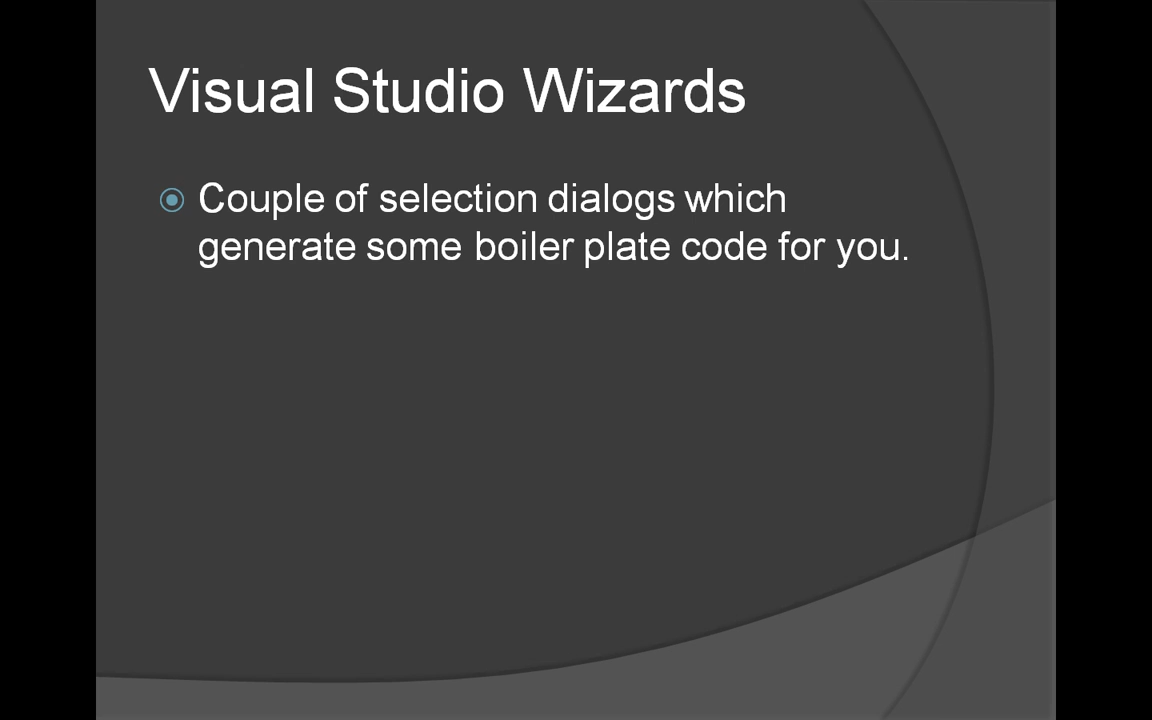 Visual Studio Wizards
Couple of selection dialogs which
generate some boiler plate code for you.